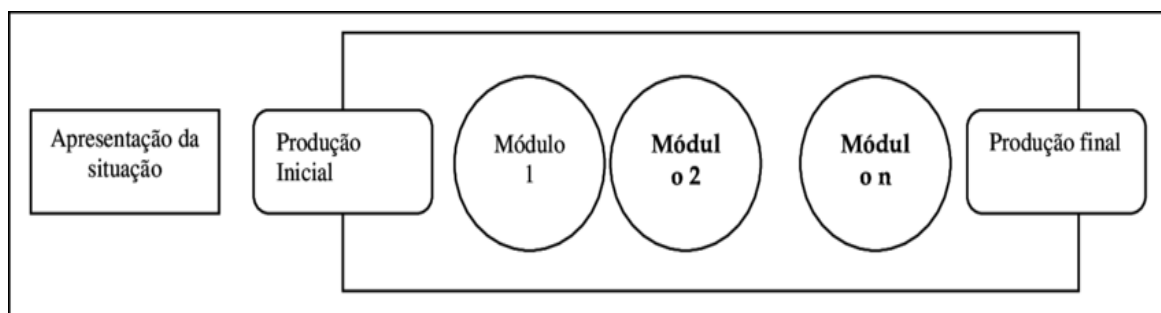 Apresentação da
situação
Produção
Inicial
Módulo
1
Módul
o 2
Módul
o n
Produção final